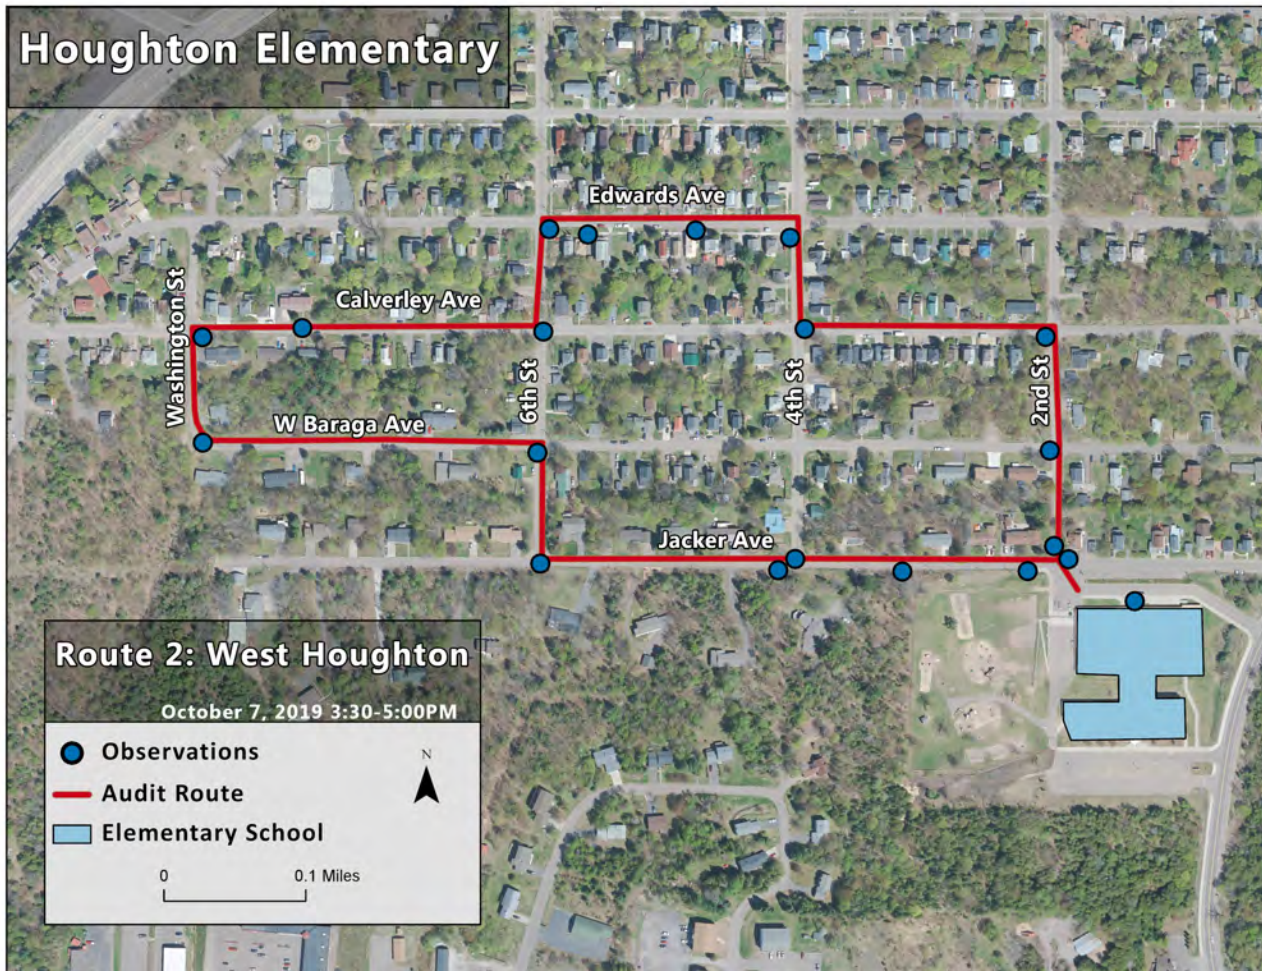 Houghton Elementary
Edwards Ave
Calverley Ave
Washington St
6th St
4th St
2nd St
W Baraga Ave
Jacker Ave
Route 2: West Houghton
October 7, 2019 3:30-5:00PM
Observations
Audit Route
Elementary School
N
0 0.1 Miles